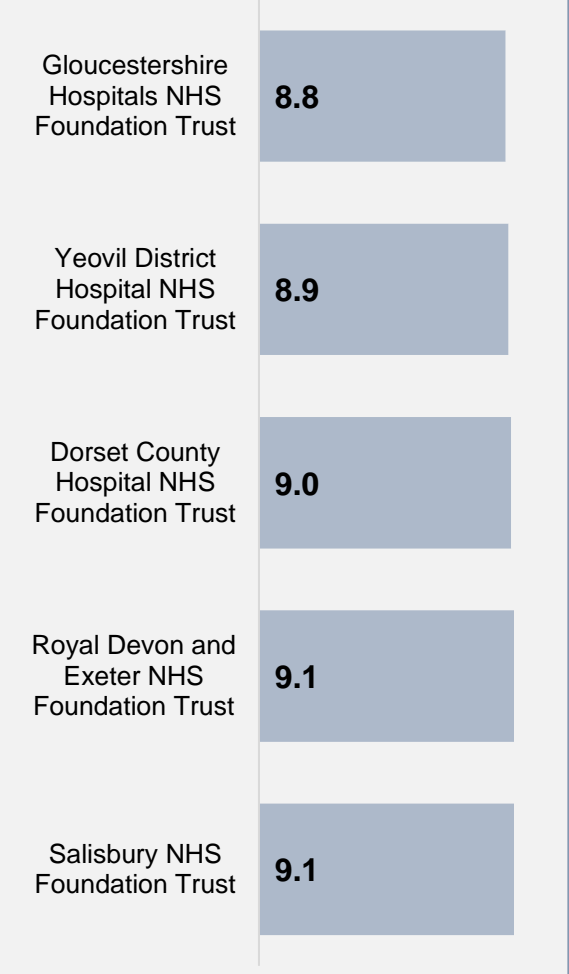 Gloucestershire
Hospitals NHS
Foundation Trust
8.8
Yeovil District
Hospital NHS
Foundation Trust
8.9
Dorset County
Hospital NHS
Foundation Trust
9.0
Royal Devon and
Exeter NHS
Foundation Trust
9.1
Salisbury NHS
Foundation Trust
9.1